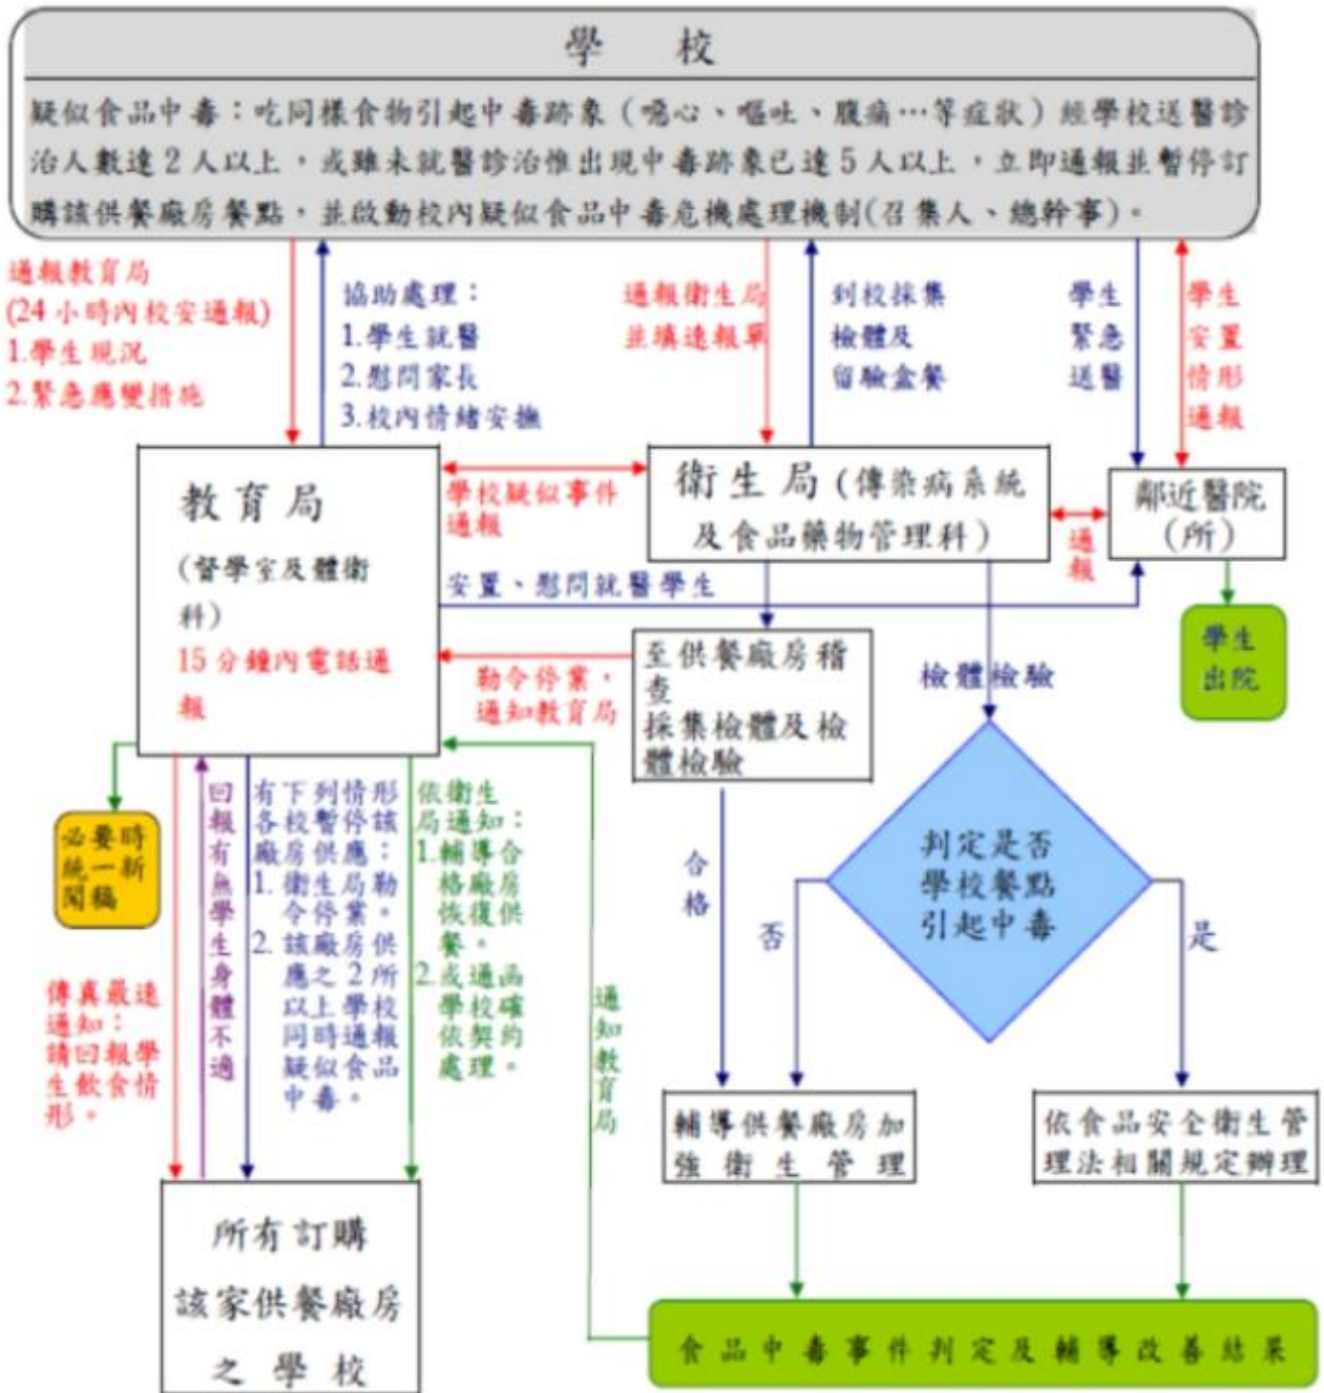 學 校
疑似食品中毒：吃同樣食物引起中毒跡象（噁心、嘔吐、腹痛…等症狀）經學校送醫診
治人數達2人以上，或雖未就醫診治惟出現中毒跡象已達5人以上，立即通報並暫停訂
購該供餐廠房餐點，並啟動校內疑似食品中毒危機處理機制(召集人、總幹事)。
通報教育局
(24小時內校安通報)
1.學生現況
2.緊急應變措施
協助處理：
1.學生就醫
2.慰問家長
3.校內情緒安撫
通報衛生局
並填速報單
到校採集
檢體及
留驗盒餐
學生
緊急
送醫
學生
安置
情形
通報
教育局
(督學室及體衛
科)
15分鐘內電話通
報
學校疑似事件
通報
衛生局(傳染病系統
及食品藥物管理科)
通
報
鄰近醫院
(所)
安置、慰問就醫學生
勒令停業，
通知教育局
至供餐廠房稽
查
採集檢體及檢
體檢驗
檢體檢驗
學生
出院
必要時
統一新
聞稿
傳真最速
通知：
請回報學
生飲食情
形。
回
報
有
無
學
生
身
體
不
適
有下列情形
各校暫停該
廠房供應：
1. 衛生局勒
令停業。
2. 該廠房供
應之2所
以上學校
同時通報
疑似食品
中毒。
依衛生
局通知：
1.輔導合
格廠房
恢復供
餐。
2.或通函
學校確
依契約
處理。
通
知
教
育
局
合
格
否
判定是否
學校餐點
引起中毒
是
輔導供餐廠房加
強衛生管理
依食品安全衛生管
理法相關規定辦理
所有訂購
該家供餐廠房
之學校
食品中毒事件判定及輔導改善結果